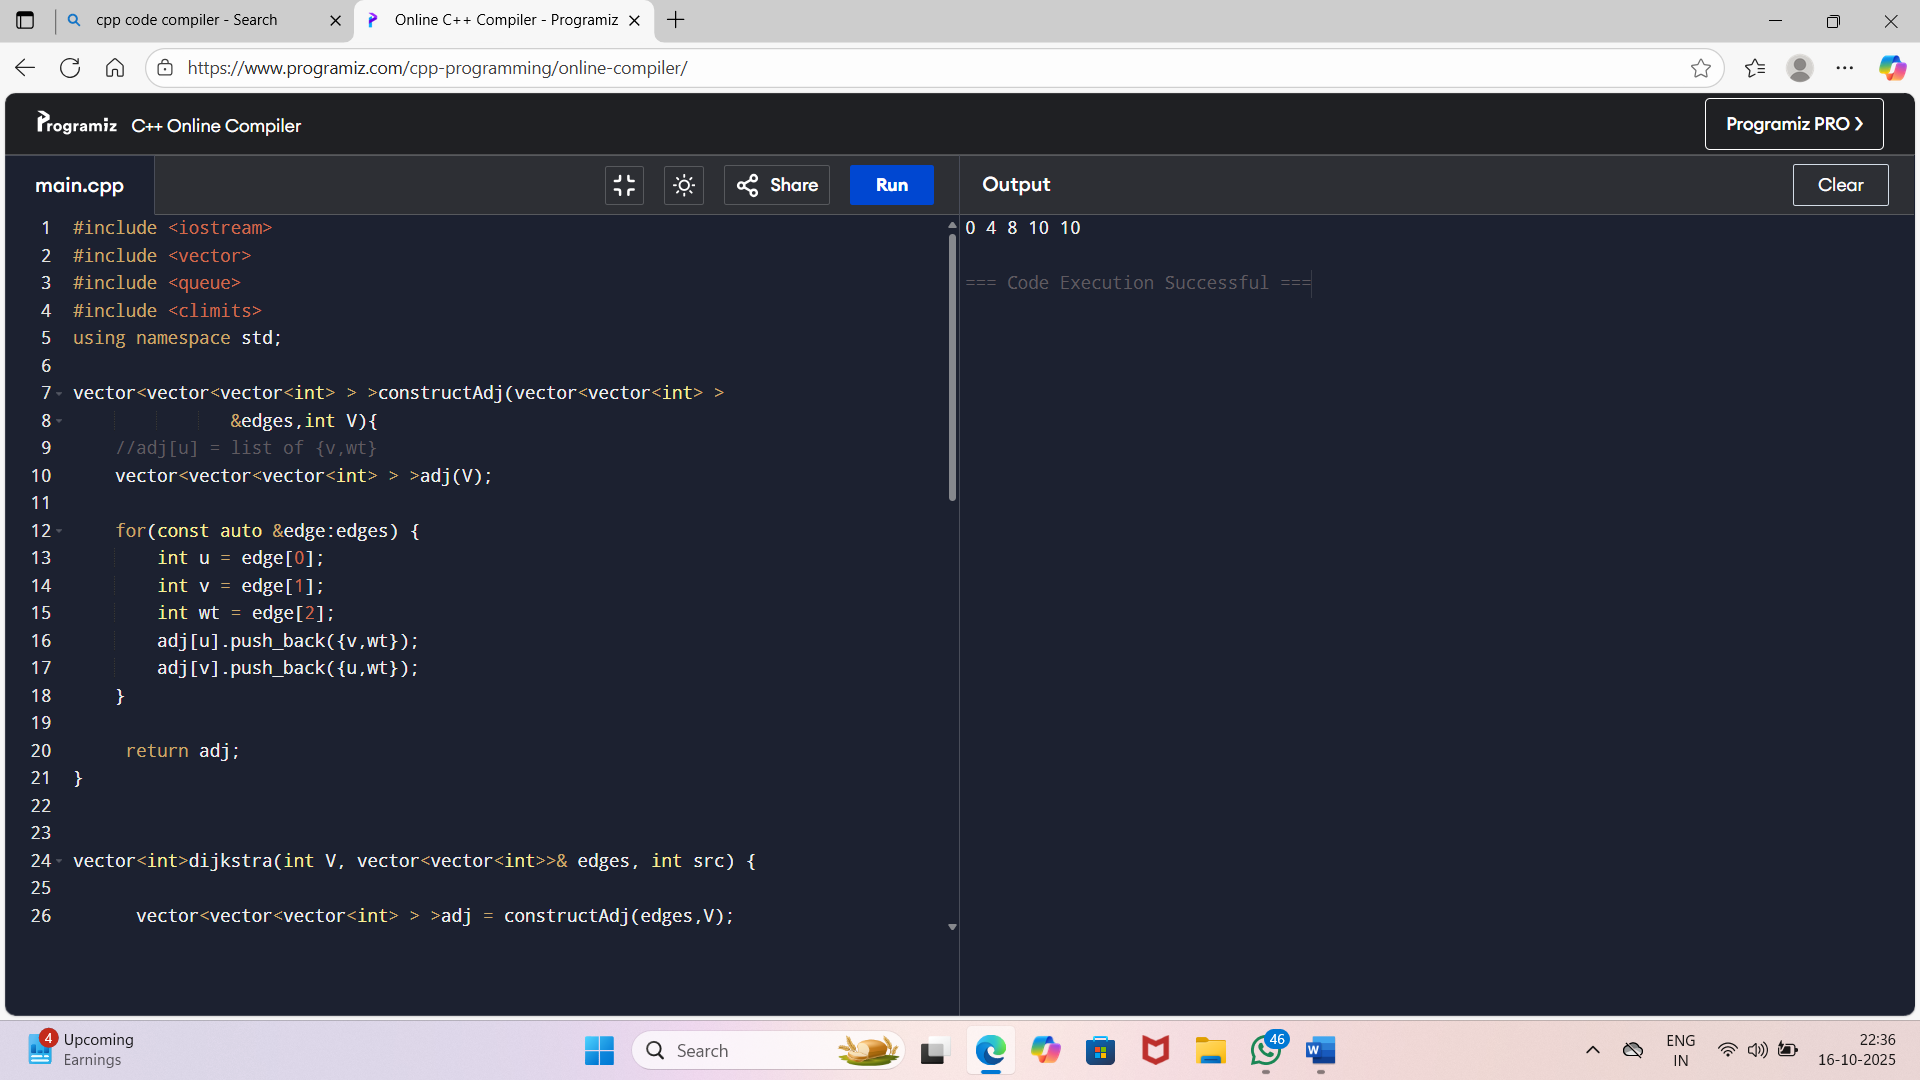 cpp code compiler - Search
Online C++ Compiler - Programiz
https://www.programiz.com/cpp-programming/online-compiler/
Programiz C++ Online Compiler
Programiz PRO >
main.cpp
Share
Run
Output
Clear
1 #include <iostream>
2 #include <vector>
3 #include <queue>
4 #include <climits>
5 using namespace std;
6
7 vector<vector<vector<int> > >constructAdj(vector<vector<int> >
8 &edges,int V){
9 //adj[u] = list of {v,wt}
10 vector<vector<vector<int> > >adj(V);
11
12 for(const auto &edge:edges) {
13 int u = edge[0];
14 int v = edge[1];
15 int wt = edge[2];
16 adj[u].push_back({v,wt});
17 adj[v].push_back({u,wt});
18 }
19
20 return adj;
21 }
22
23
24 vector<int>dijkstra(int V, vector<vector<int>>& edges, int src) {
25
26 vector<vector<vector<int> > >adj = constructAdj(edges,V);
0 4 8 10 10
=== Code Execution Successful ===
4
Upcoming
Earnings
Search
46
W
ENG
IN
22:36
16-10-2025